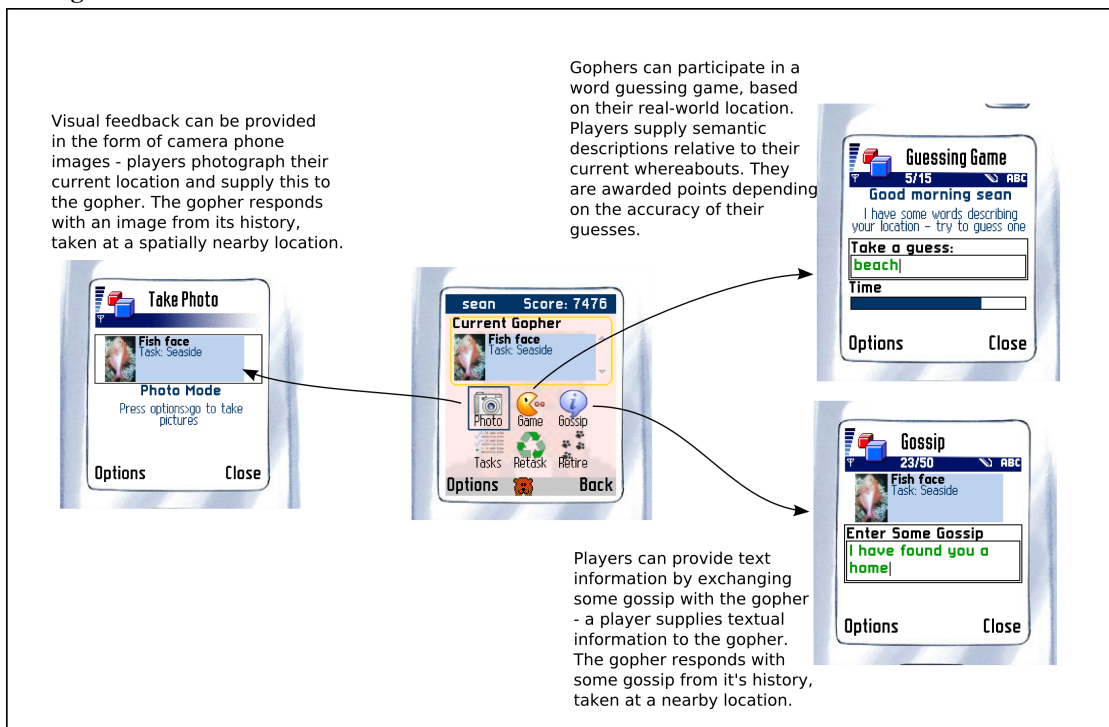 Visual feedback can be provided
in the form of camera phone
images - players photograph their
current location and supply this to
the gopher. The gopher responds
with an image from its history,
taken at a spatially nearby location.
Gophers can participate in a
word guessing game, based
on their real-world location.
Players supply semantic
descriptions relative to their
current whereabouts. They
are awarded points depending
on the accuracy of their
guesses.
Take Photo
Fish face
Task: Seaside
Photo Mode
Press options>go to take
pictures
Options Close
sean Score: 7476
Current Gopher
Fish face
Task: Seaside
Photo Game Gossip
Tasks Retask Retire
Options Back
Guessing Game
5/15 ABC
Good morning sean
I have some words describing
your location - try to guess one
Take a guess:
beach
Time
Options Close
Gossip
23/50 ABC
Fish face
Task: Seaside
Enter Some Gossip
I have found you a
home
Options Close
Players can provide text
information by exchanging
some gossip with the gopher
- a player supplies textual
information to the gopher.
The gopher responds with
some gossip from it's history,
taken at a nearby location.